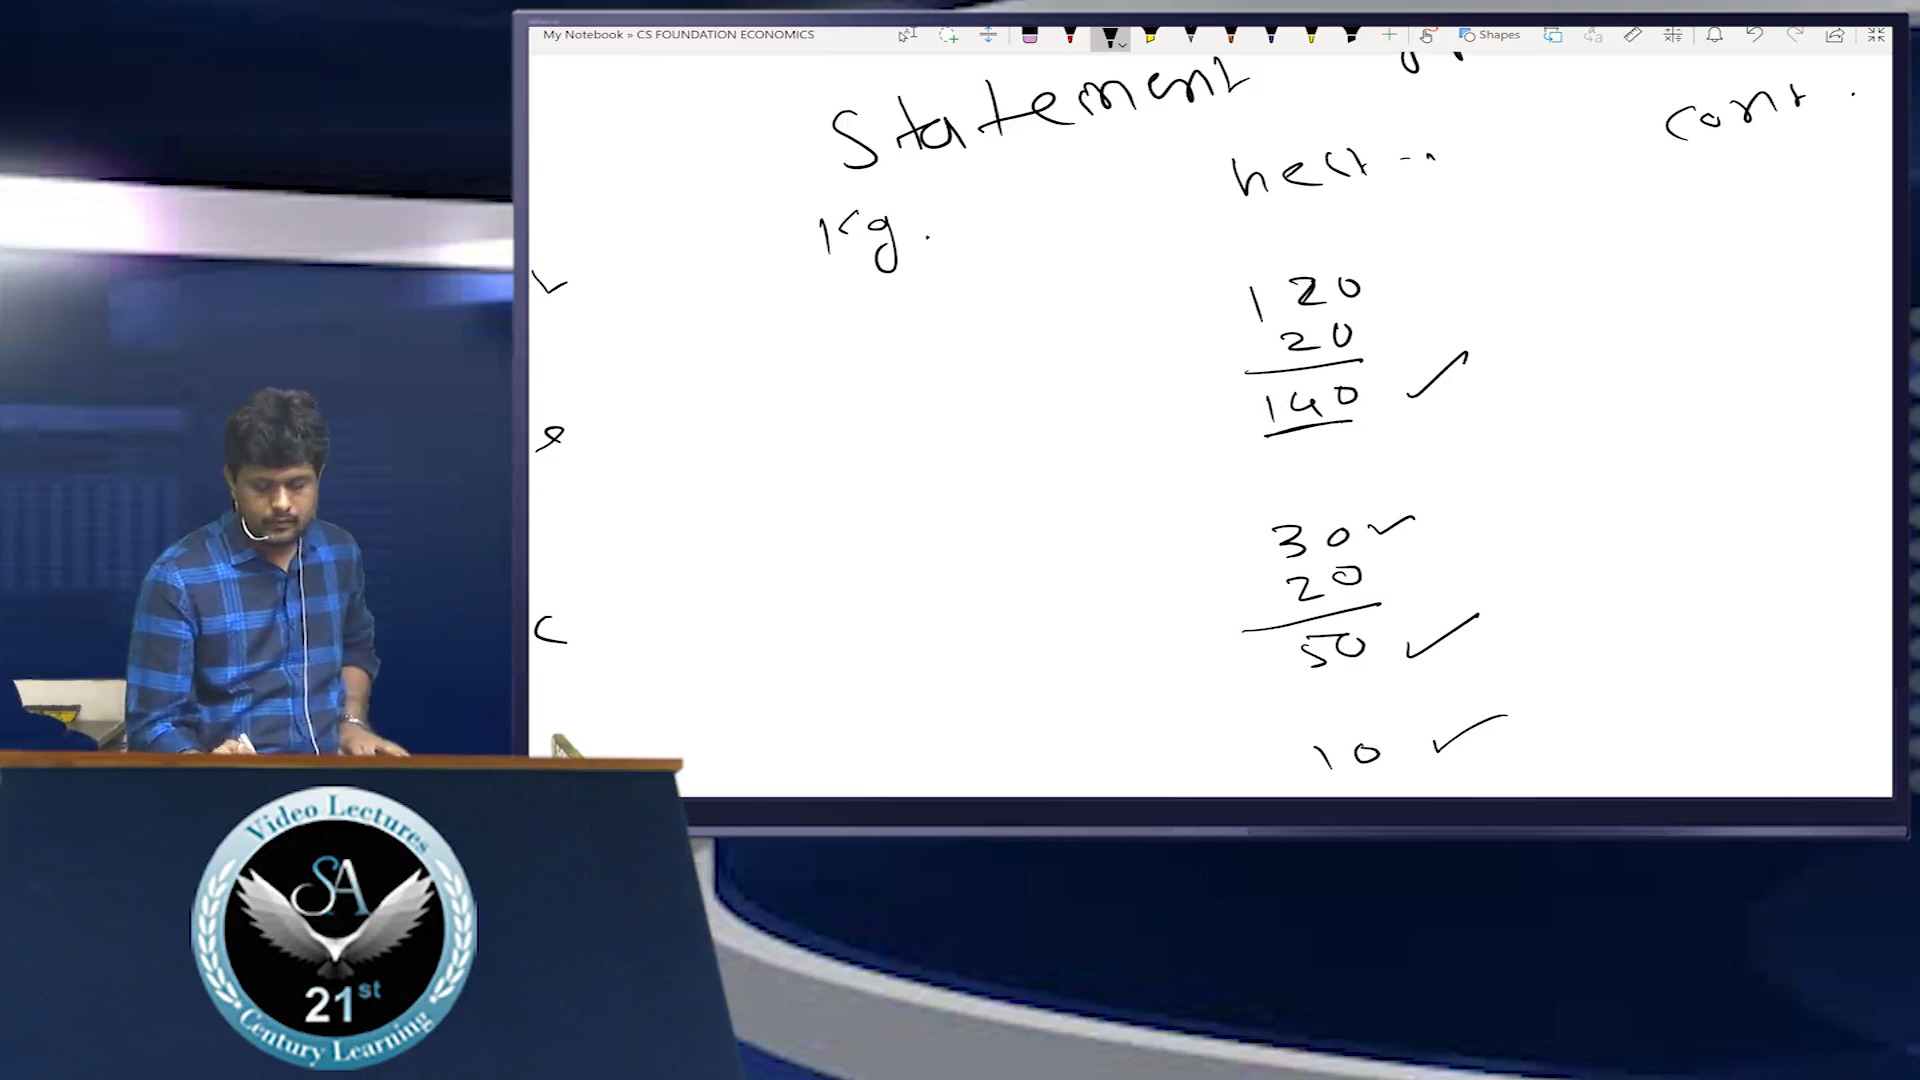 My Notebook » CS FOUNDATION ECONOMICS
Shapes
Statement
hect
cont.
kg.
L
120
20
140
30
20
C
50
10
Video Lectures
SA
21st
Century Learning